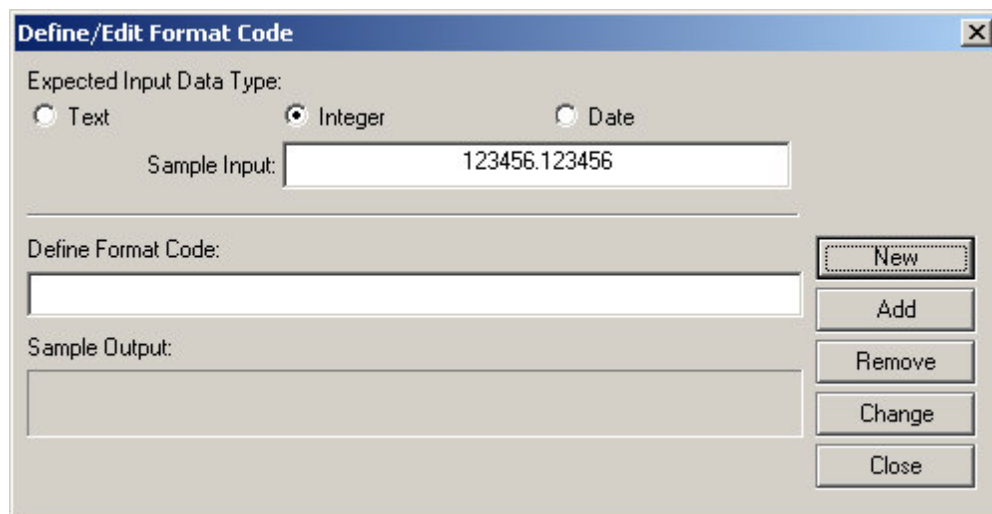 Define/Edit Format Code
Expected Input Data Type:
Text Integer Date
Sample Input: 123456.123456
Define Format Code:
New
Add
Sample Output:
Remove
Change
Close